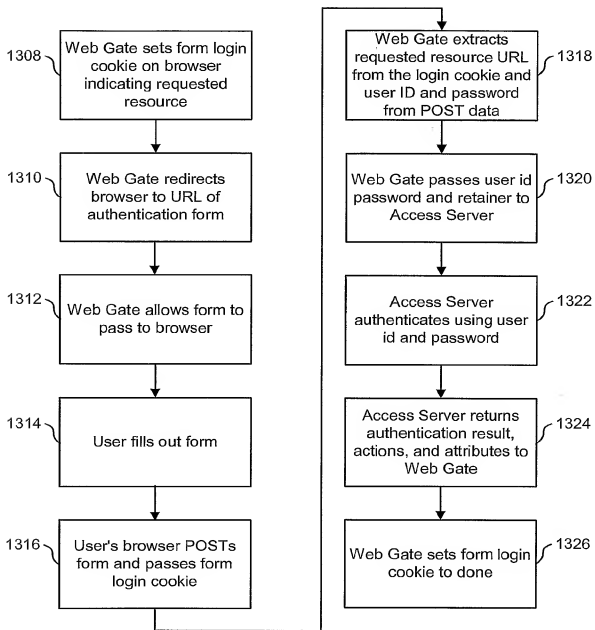 1308
Web Gate sets form login
cookie on browser
indicating requested
resource
1310
Web Gate redirects
browser to URL of
authentication form
1312
Web Gate allows form to
pass to browser
1314
User fills out form
1316
User's browser POSTs
form and passes form
login cookie
1318
Web Gate extracts
requested resource URL
from the login cookie and
user ID and password
from POST data
1320
Web Gate passes user id
password and retainer to
Access Server
1322
Access Server
authenticates using user
id and password
1324
Access Server returns
authentication result,
actions, and attributes to
Web Gate
1326
Web Gate sets form login
cookie to done